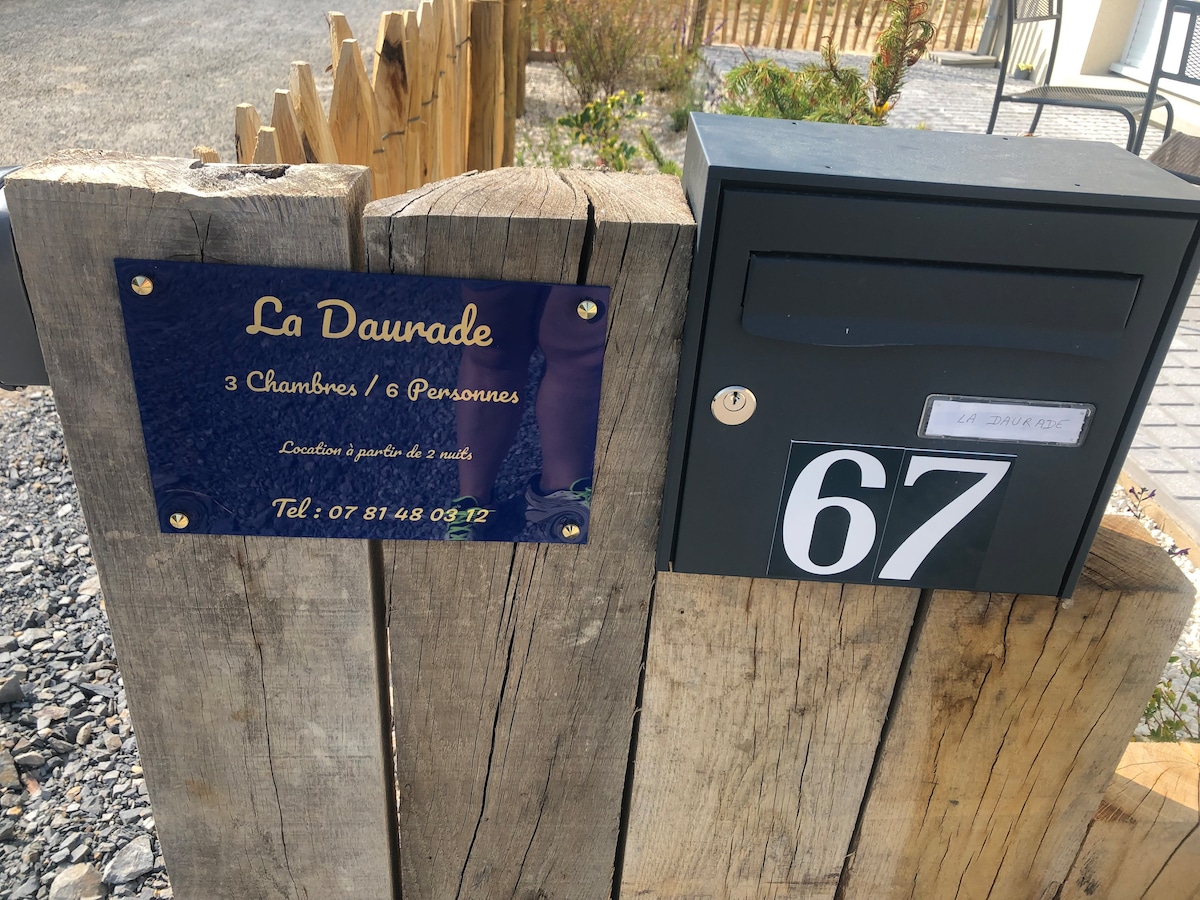 La Daurade
3 Chambres / 6 Personnes
Location à partir de 2 nuits
Tel : 07 81 48 03 12
LA DAURADE
67